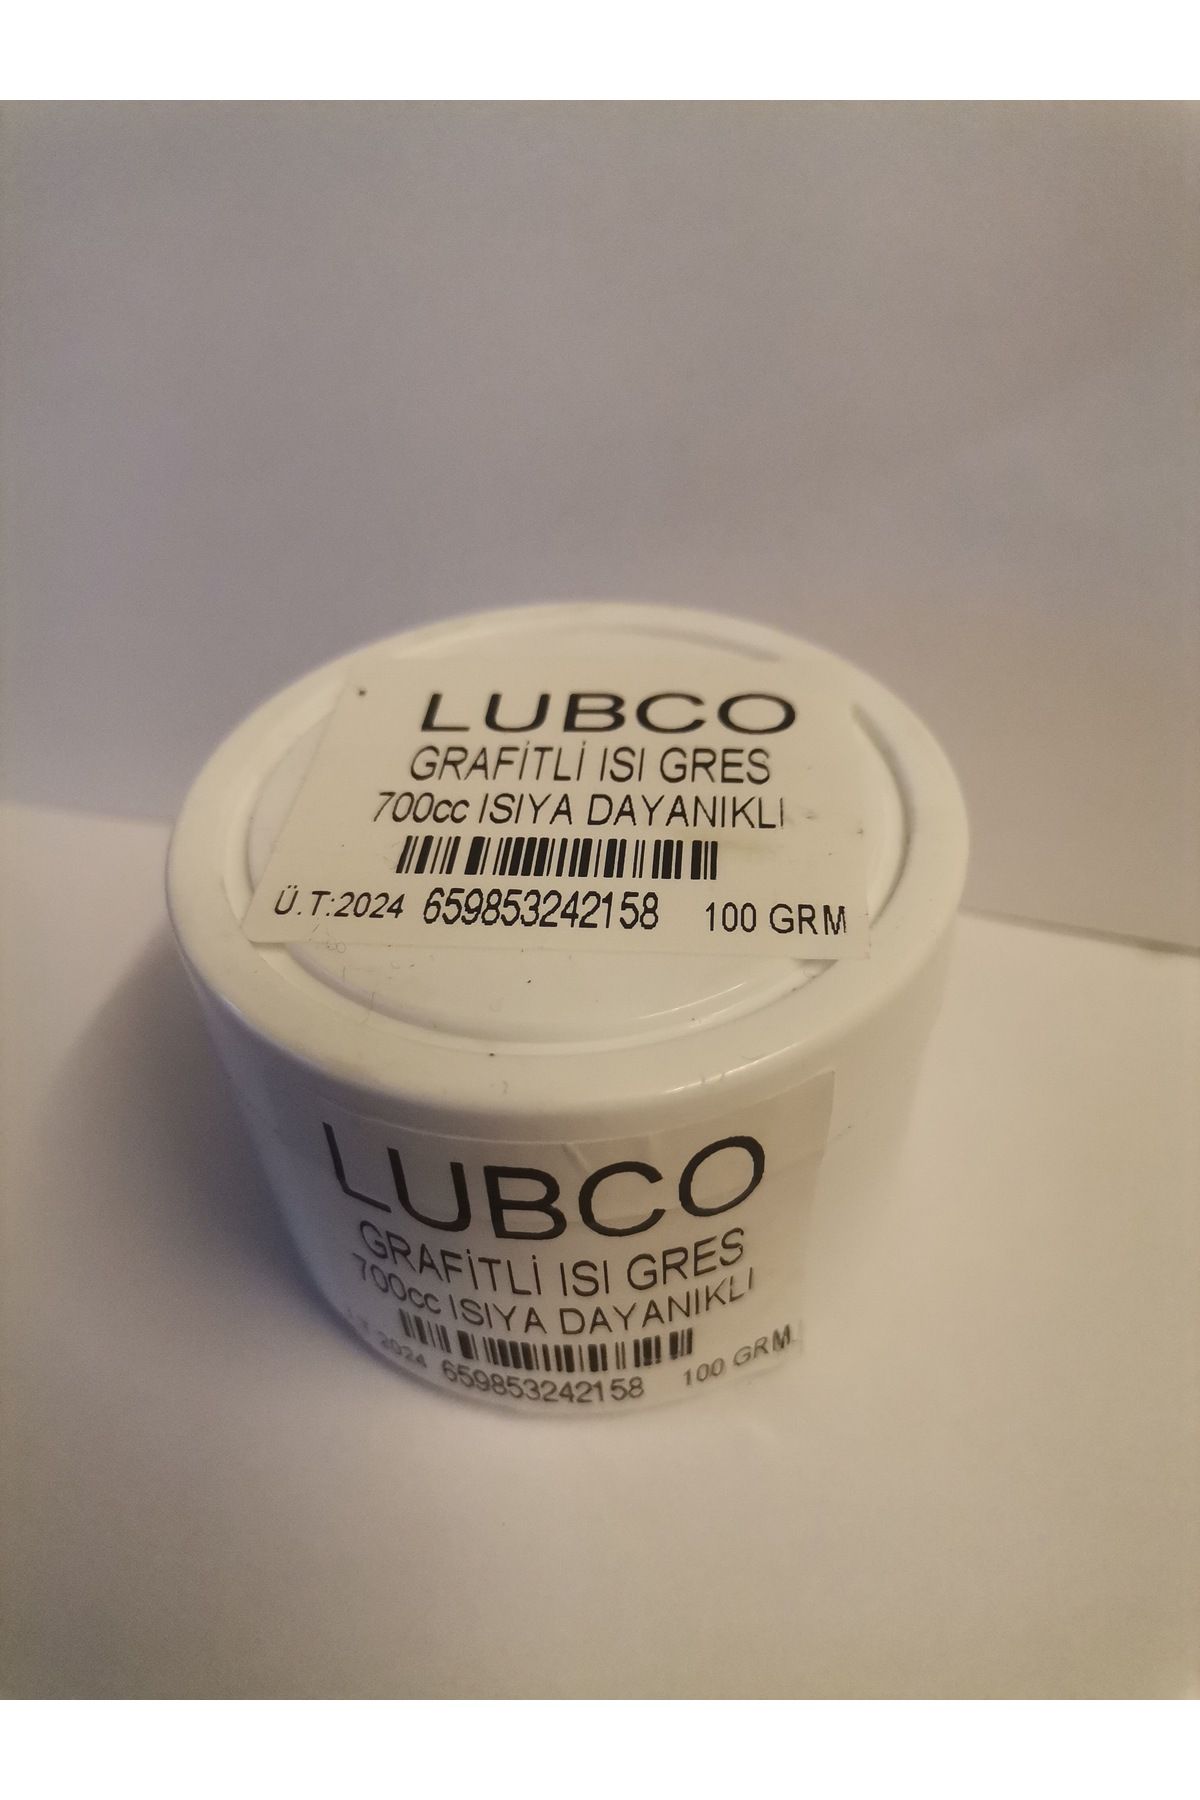 LUBCO
GRAFİTLİ ISI GRES
700cc ISIYA DAYANIKLI
Ü.T:2024 659853242158 100 GRM
LUBCO
GRAFİTLİ ISI GRES
700cc ISIYA DAYANIKLI
2024 659853242158 100 GRM